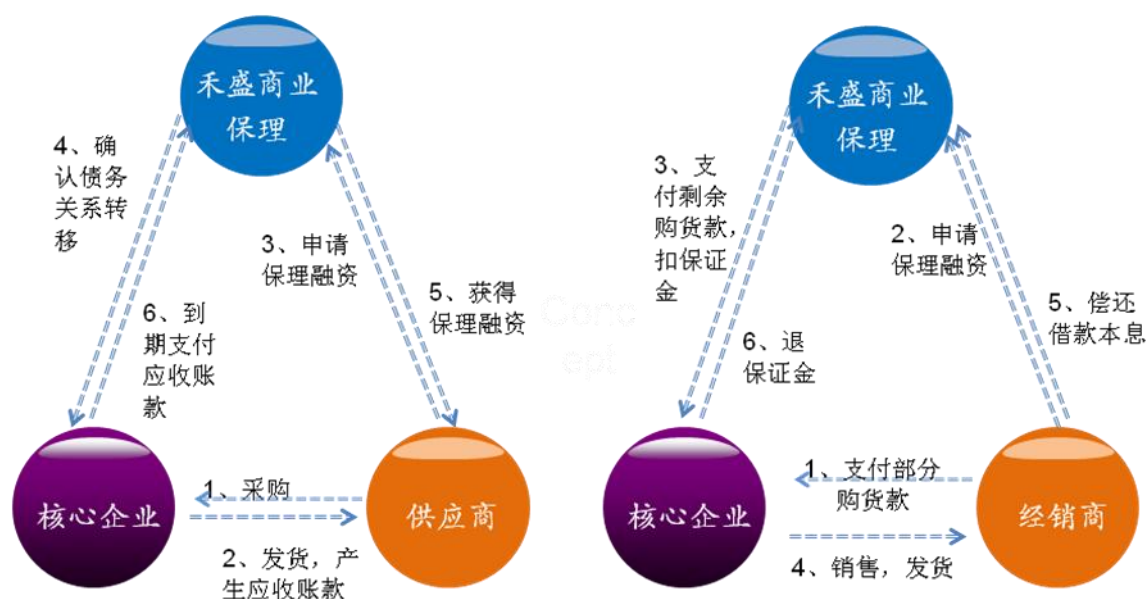 禾盛商业
保理
4、确
认债务
关系转
移
3、申请
保理融资
5、获得
保理融资
6、到
期支付
应收账
款
核心企业
1、采购
2、发货，产
生应收账款
供应商
Conc
ept
禾盛商业
保理
3、支
付剩余
购货款，
扣保证
金
2、申请
保理融资
5、偿还
借款本息
6、退
保证金
核心企业
1、支付部分
购货款
4、销售，发货
经销商